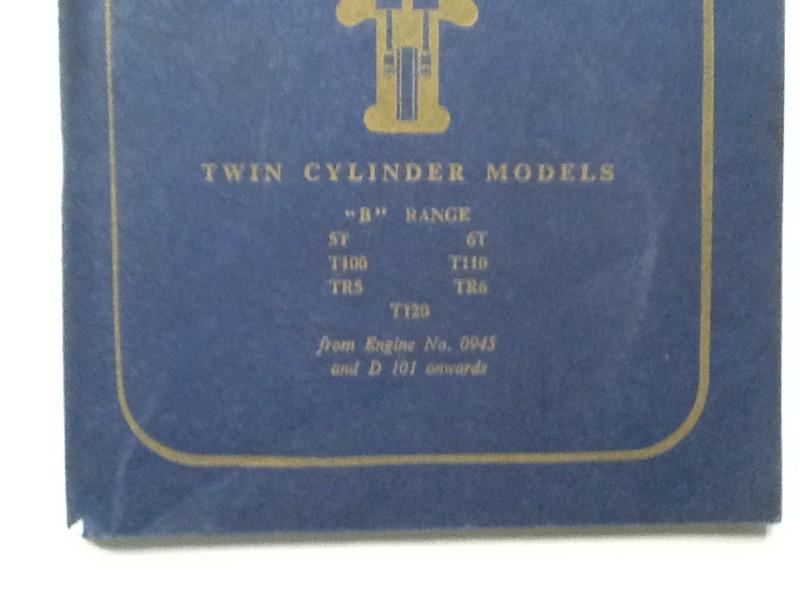 TWIN CYLINDER MODELS
"B" RANGE
5T 6T
T100 T110
TR5 TR6
T120
from Engine No. 0945
and D 101 onwards